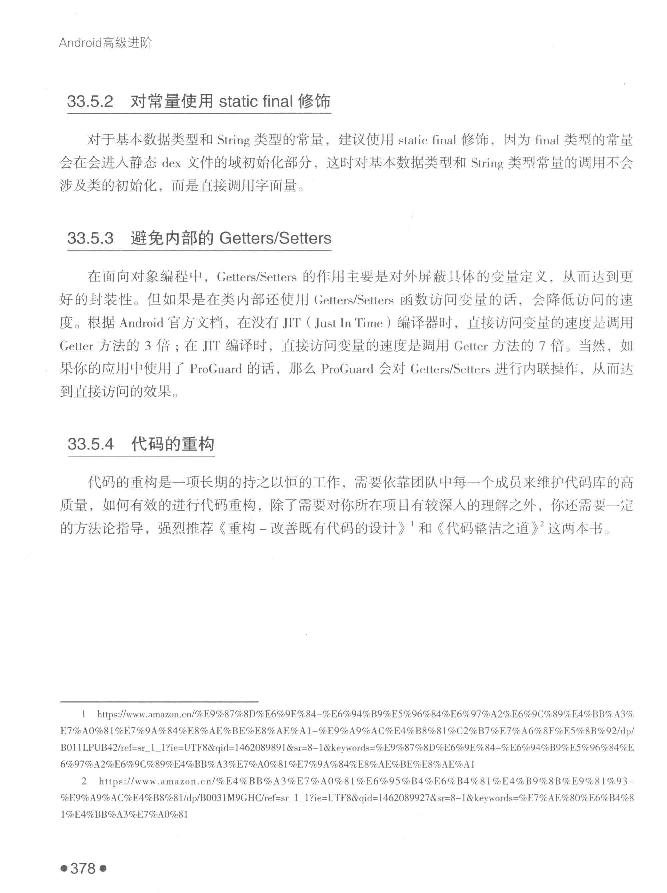 Android高级进阶
33.5.2 对常量使用 static final 修饰
对于基本数据类型和 String 类型的常量，建议使用 static final 修饰，因为 final 类型的常量
会在会进入静态 dex 文件的域初始化部分，这时对基本数据类型和 String 类型常量的调用不会
涉及类的初始化，而是直接调用字面量。
33.5.3 避免内部的 Getters/Setters
在面向对象编程中，Getters/Setters 的作用主要是对外屏蔽具体的变量定义，从而达到更
好的封装性。但如果是在类内部还使用 Getters/Setters 函数访问变量的话，会降低访问的速
度。根据 Android 官方文档，在没有 JIT（Just In Time）编译器时，直接访问变量的速度是调用
Getter 方法的 3 倍；在 JIT 编译时，直接访问变量的速度是调用 Getter 方法的 7 倍。当然，如
果你的应用中使用了 ProGuard 的话，那么 ProGuard 会对 Getters/Setters 进行内联操作，从而达
到直接访问的效果。
33.5.4 代码的重构
代码的重构是一项长期的持之以恒的工作，需要依靠团队中每一个成员来维护代码库的高
质量，如何有效的进行代码重构，除了需要对你所在项目有较深入的理解之外，你还需要一定
的方法论指导，强烈推荐《重构－改善既有代码的设计》1 和《代码整洁之道》2 这两本书。
1 https://www.amazon.cn/%E9%87%8D%E6%9E%84-%E6%94%B9%E5%96%84%E6%97%A2%E6%9C%89%E4%BB%A3%
E7%A0%81%E7%9A%84%E8%AE%BE%E8%AE%A1-%E9%A9%AC%E4%B8%81%C2%B7%E7%A6%8F%E5%8B%92/dp/
B011LPUB42/ref=sr_1_1?ie=UTF8&qid=1462089891&sr=8-1&keywords=%E9%87%8D%E6%9E%84-%E6%94%B9%E5%96%84%E
6%97%A2%E6%9C%89%E4%BB%A3%E7%A0%81%E7%9A%84%E8%AE%BE%E8%AE%A1
2 https://www.amazon.cn/%E4%BB%A3%E7%A0%81%E6%95%B4%E6%B4%81%E4%B9%8B%E9%81%93-
%E9%A9%AC%E4%B8%81/dp/B0031M9GHC/ref=sr_1_1?ie=UTF8&qid=1462089927&sr=8-1&keywords=%E7%AE%80%E6%B4%8
1%E4%BB%A3%E7%A0%81
●378●